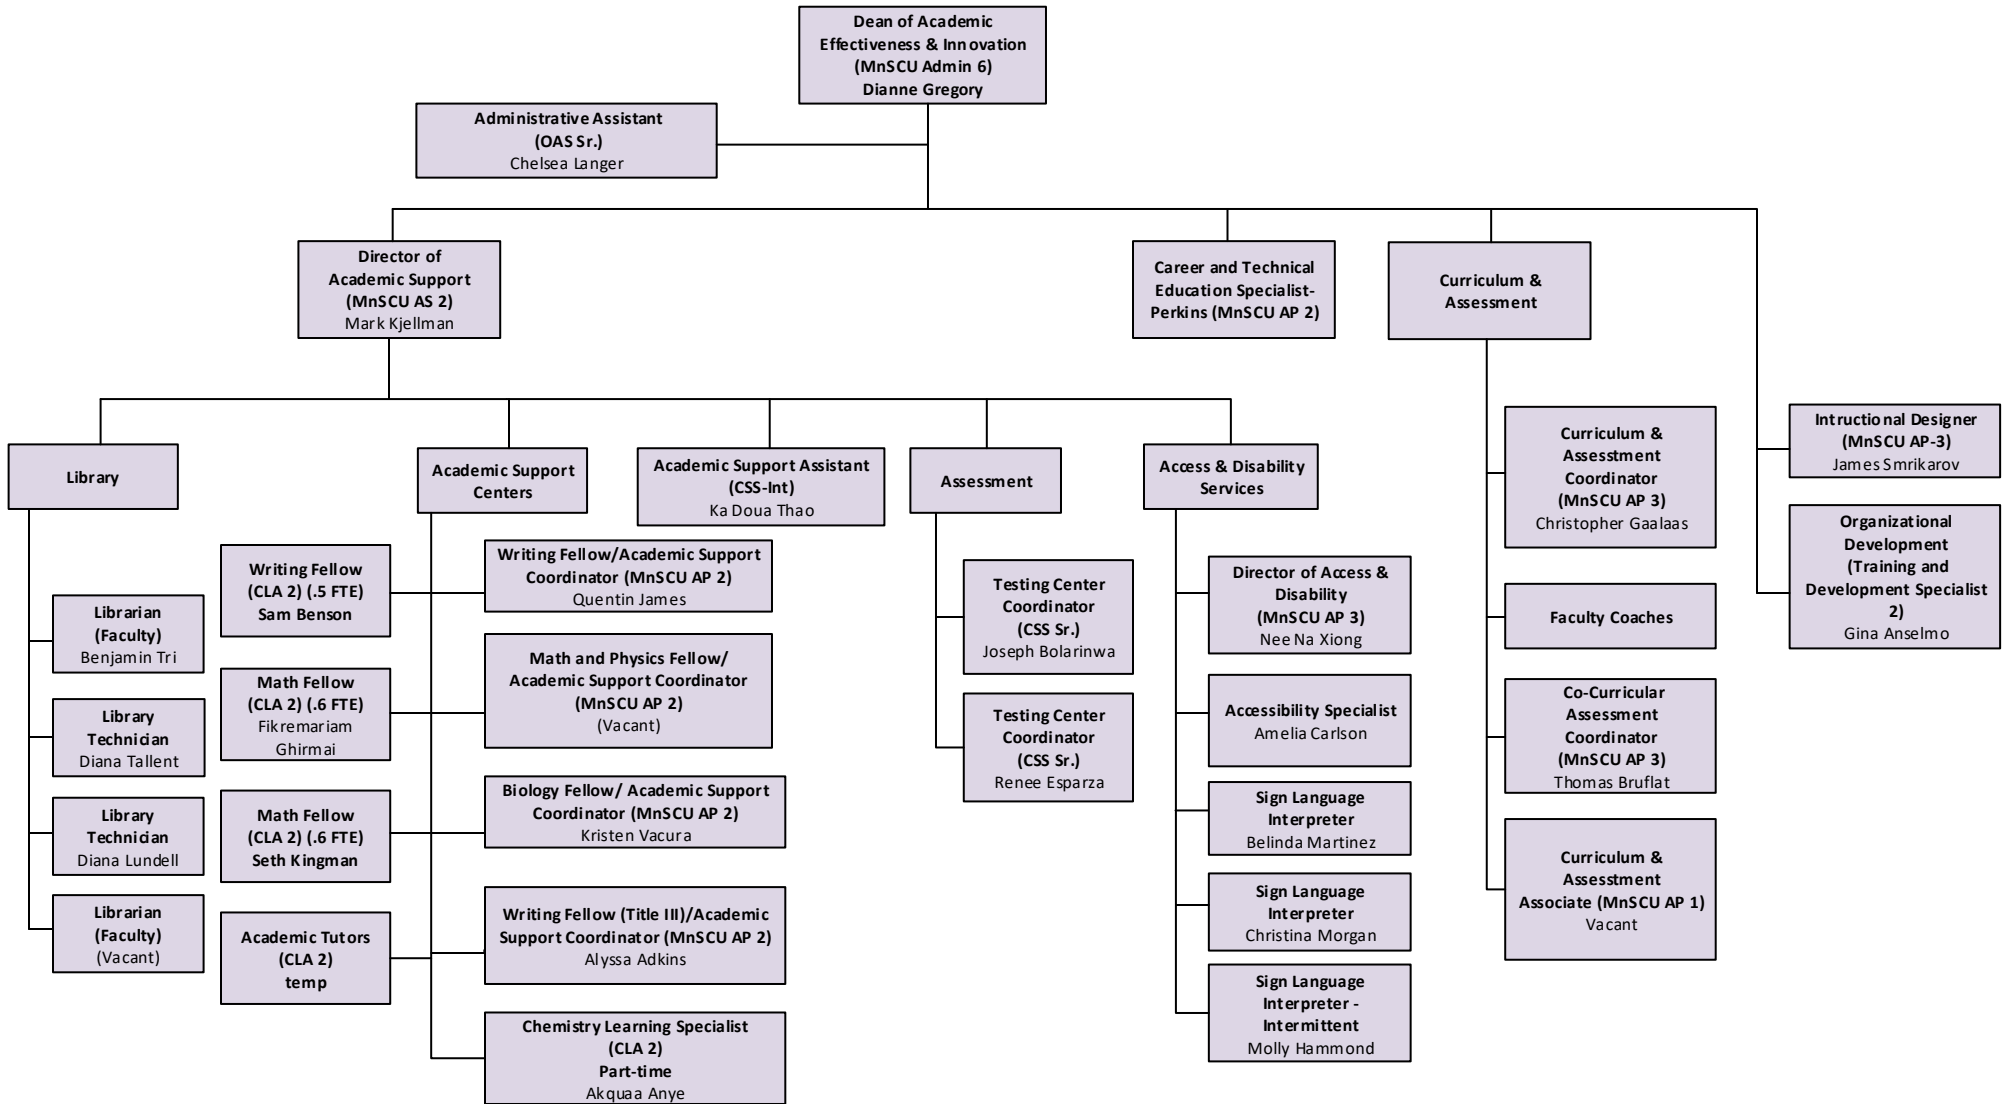 Dean of Academic
Effectiveness & Innovation
(MnSCU Admin 6)
Dianne Gregory
Administrative Assistant
(OAS Sr.)
Chelsea Langer
Director of
Academic Support
(MnSCU AS 2)
Mark Kjellman
Career and Technical
Education Specialist-
Perkins (MnSCU AP 2)
Curriculum &
Assessment
Library
Academic Support
Centers
Academic Support Assistant
(CSS-Int)
Ka Doua Thao
Assessment
Access & Disability
Services
Librarian
(Faculty)
Benjamin Tri
Library
Technician
Diana Tallent
Library
Technician
Diana Lundell
Librarian
(Faculty)
(Vacant)
Writing Fellow
(CLA 2) (.5 FTE)
Sam Benson
Math Fellow
(CLA 2) (.6 FTE)
Fikremariam
Ghirmai
Math Fellow
(CLA 2) (.6 FTE)
Seth Kingman
Academic Tutors
(CLA 2)
temp
Writing Fellow/Academic Support
Coordinator (MnSCU AP 2)
Quentin James
Math and Physics Fellow/
Academic Support Coordinator
(MnSCU AP 2)
(Vacant)
Biology Fellow/ Academic Support
Coordinator (MnSCU AP 2)
Kristen Vacura
Writing Fellow (Title III)/Academic
Support Coordinator (MnSCU AP 2)
Alyssa Adkins
Chemistry Learning Specialist
(CLA 2)
Part-time
Akquaa Anye
Testing Center
Coordinator
(CSS Sr.)
Joseph Bolarinwa
Testing Center
Coordinator
(CSS Sr.)
Renee Esparza
Director of Access &
Disability
(MnSCU AP 3)
Nee Na Xiong
Accessibility Specialist
Amelia Carlson
Sign Language
Interpreter
Belinda Martinez
Sign Language
Interpreter
Christina Morgan
Sign Language
Interpreter -
Intermittent
Molly Hammond
Curriculum &
Assesstment
Coordinator
(MnSCU AP 3)
Christopher Gaalaas
Faculty Coaches
Co-Curricular
Assessment
Coordinator
(MnSCU AP 3)
Thomas Bruflat
Curriculum &
Assesstment
Associate (MnSCU AP 1)
Vacant
Intructional Designer
(MnSCU AP-3)
James Smrikarov
Organizational
Development
(Training and
Development Specialist
2)
Gina Anselmo